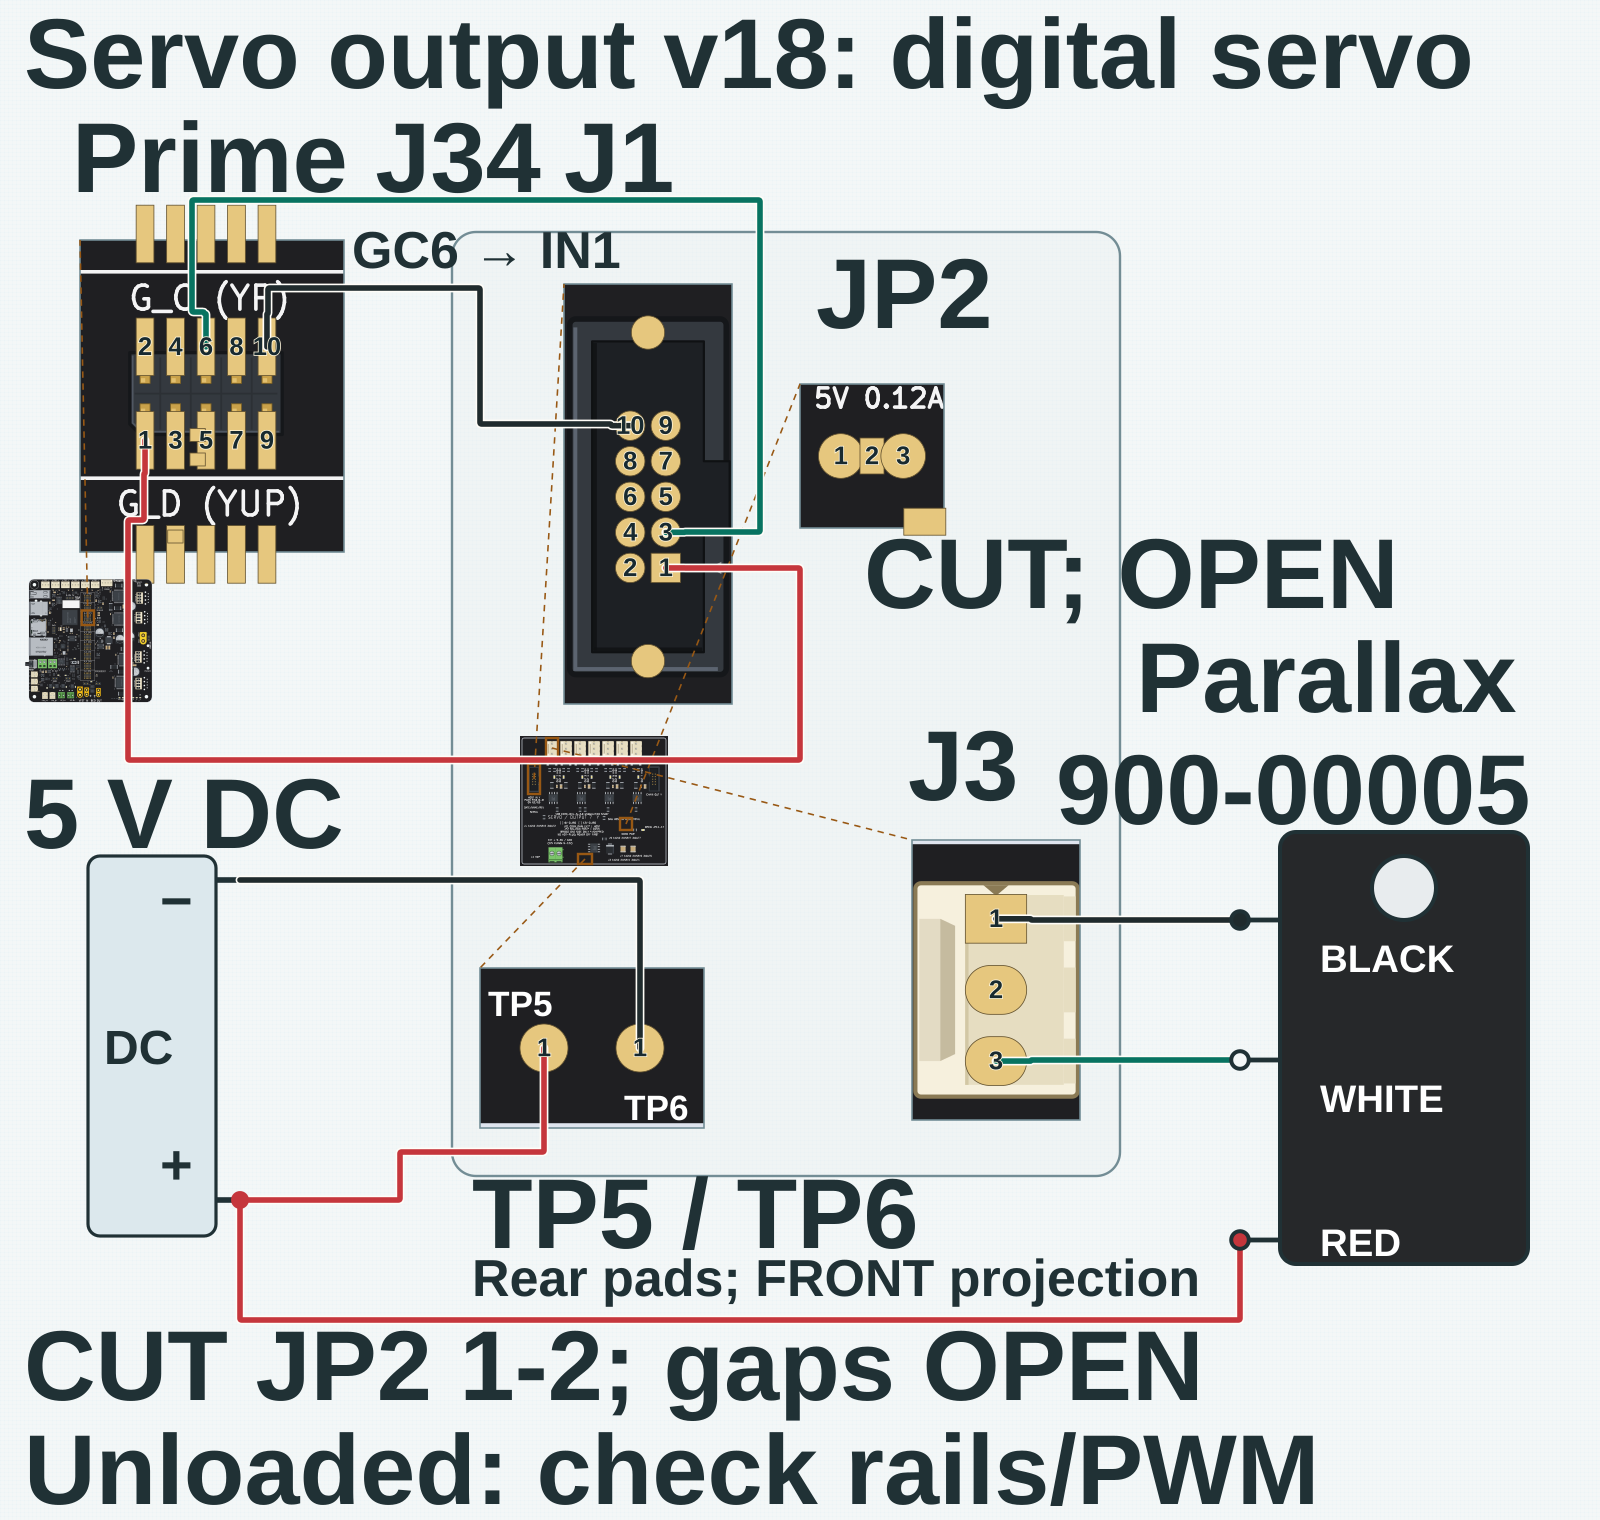 Servo output v18: digital servo
Prime J34 J1
GC6 → IN1
G_C (YP)
2 4 6 8 10
1 3 5 7 9
G_D (YUP)
10 9
8 7
6 5
4 3
2 1
JP2
5V 0.12A
1 2 3
CUT; OPEN
Parallax
900-00005
J3
1
2
3
BLACK
WHITE
RED
5 V DC
−
DC
+
TP5
1 1
TP6
TP5 / TP6
Rear pads; FRONT projection
CUT JP2 1-2; gaps OPEN
Unloaded: check rails/PWM